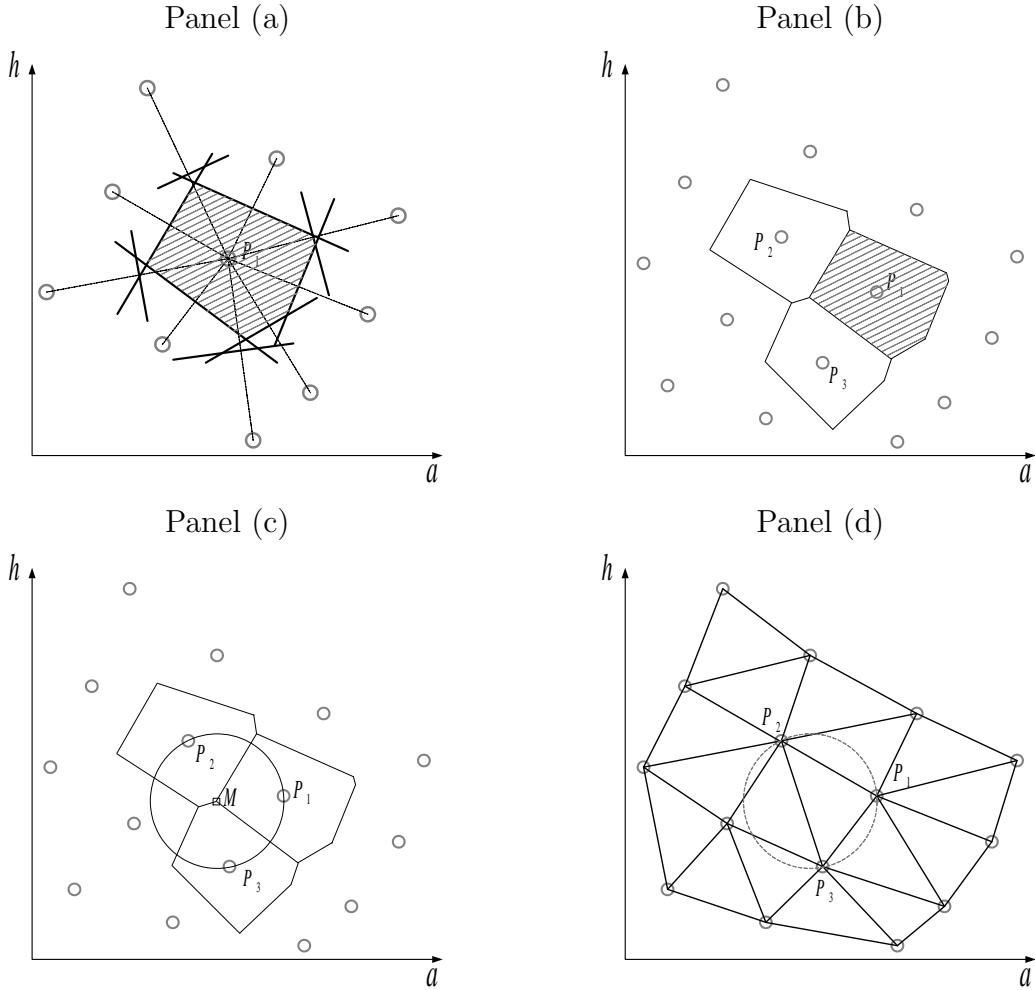 Panel (a)
Panel (b)
h
P 1
a
h
P 2
P 1
P 3
a
Panel (c)
Panel (d)
h
P 2
P 1
M
P 3
a
h
P 2
P 1
P 3
a